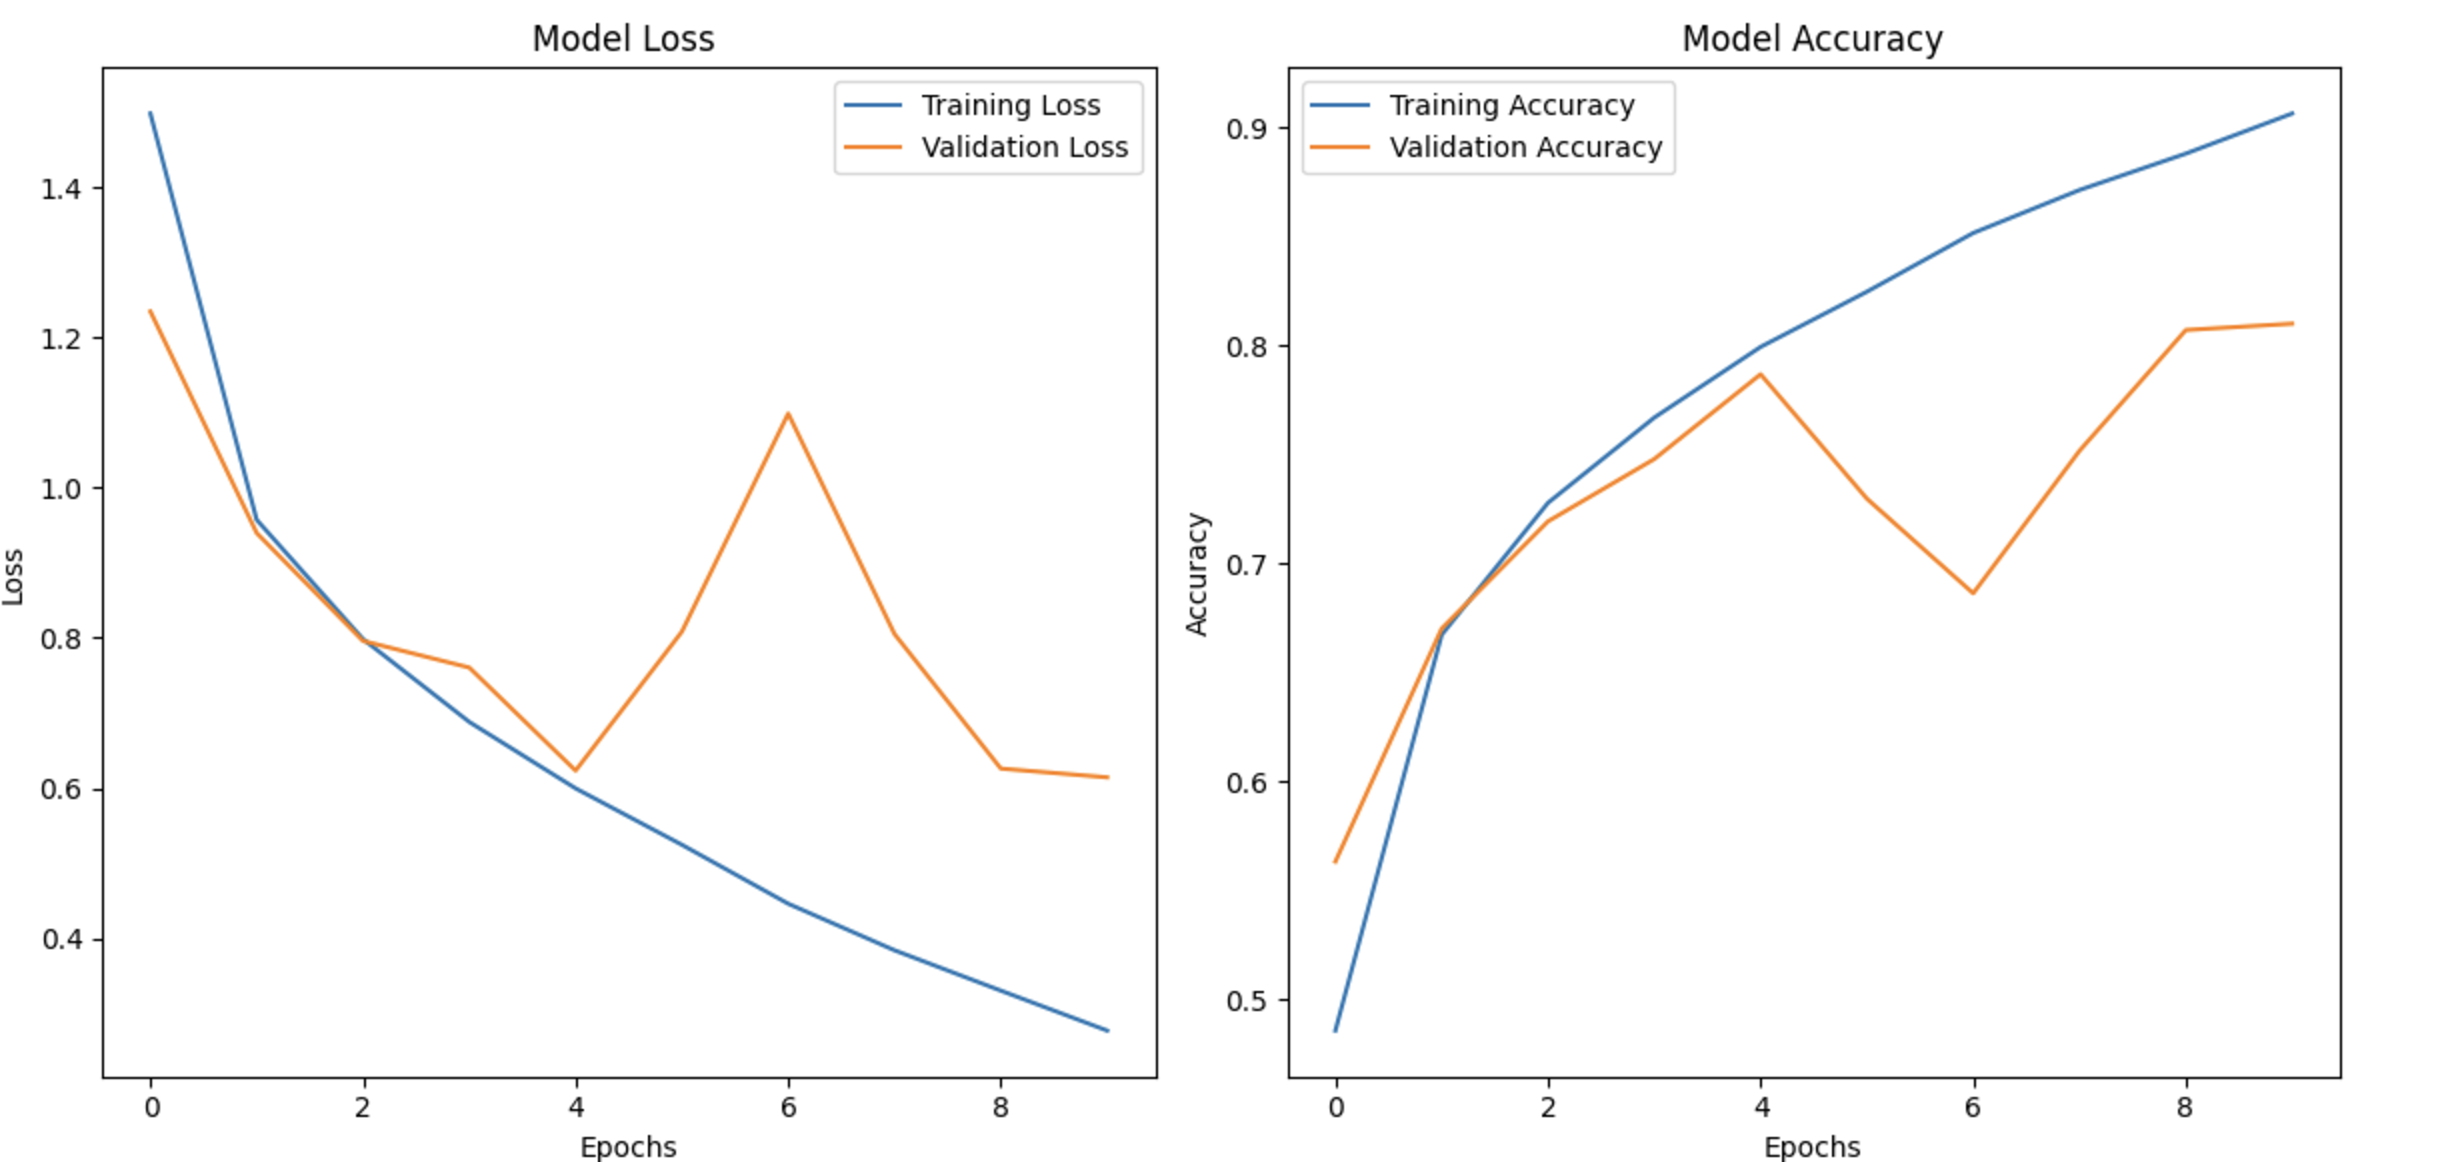 Model Loss
Training Loss
Validation Loss
1.4
1.2
1.0
0.8
0.6
0.4
Loss
0 2 4 6 8
Epochs
Model Accuracy
Training Accuracy
Validation Accuracy
0.9
0.8
0.7
0.6
0.5
Accuracy
0 2 4 6 8
Epochs